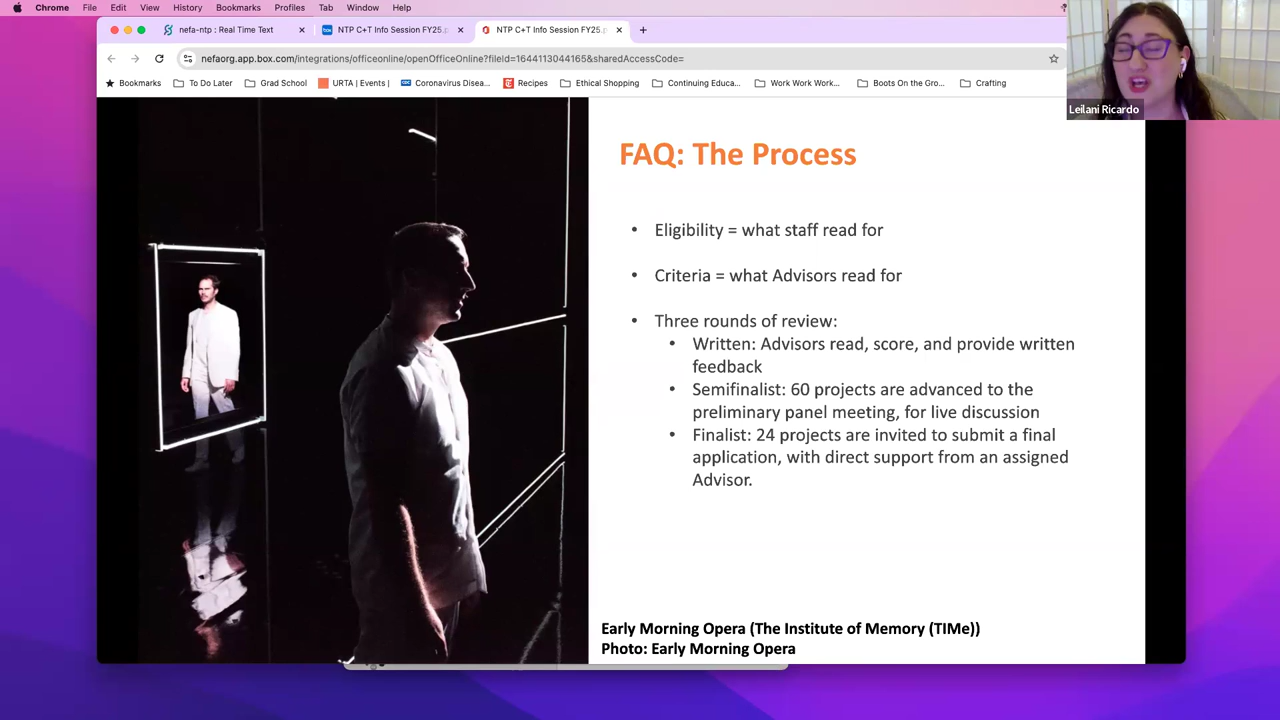 Chrome File Edit View History Bookmarks Profiles Tab Window Help
nefa-ntp : Real Time Text
NTP C+T Info Session FY25.p
NTP C+T Info Session FY25.p
nefaorg.app.box.com/integrations/officeonline/openOfficeOnline?fileId=1644113044165&sharedAccessCode=
Bookmarks To Do Later Grad School URTA | Events | Coronavirus Disea... Recipes Ethical Shopping Continuing Educa... Work Work Work... Boots On the Gro... Crafting
Leilani Ricardo
FAQ: The Process
• Eligibility = what staff read for
• Criteria = what Advisors read for
• Three rounds of review:
• Written: Advisors read, score, and provide written
feedback
• Semifinalist: 60 projects are advanced to the
preliminary panel meeting, for live discussion
• Finalist: 24 projects are invited to submit a final
application, with direct support from an assigned
Advisor.
Early Morning Opera (The Institute of Memory (TIMe))
Photo: Early Morning Opera